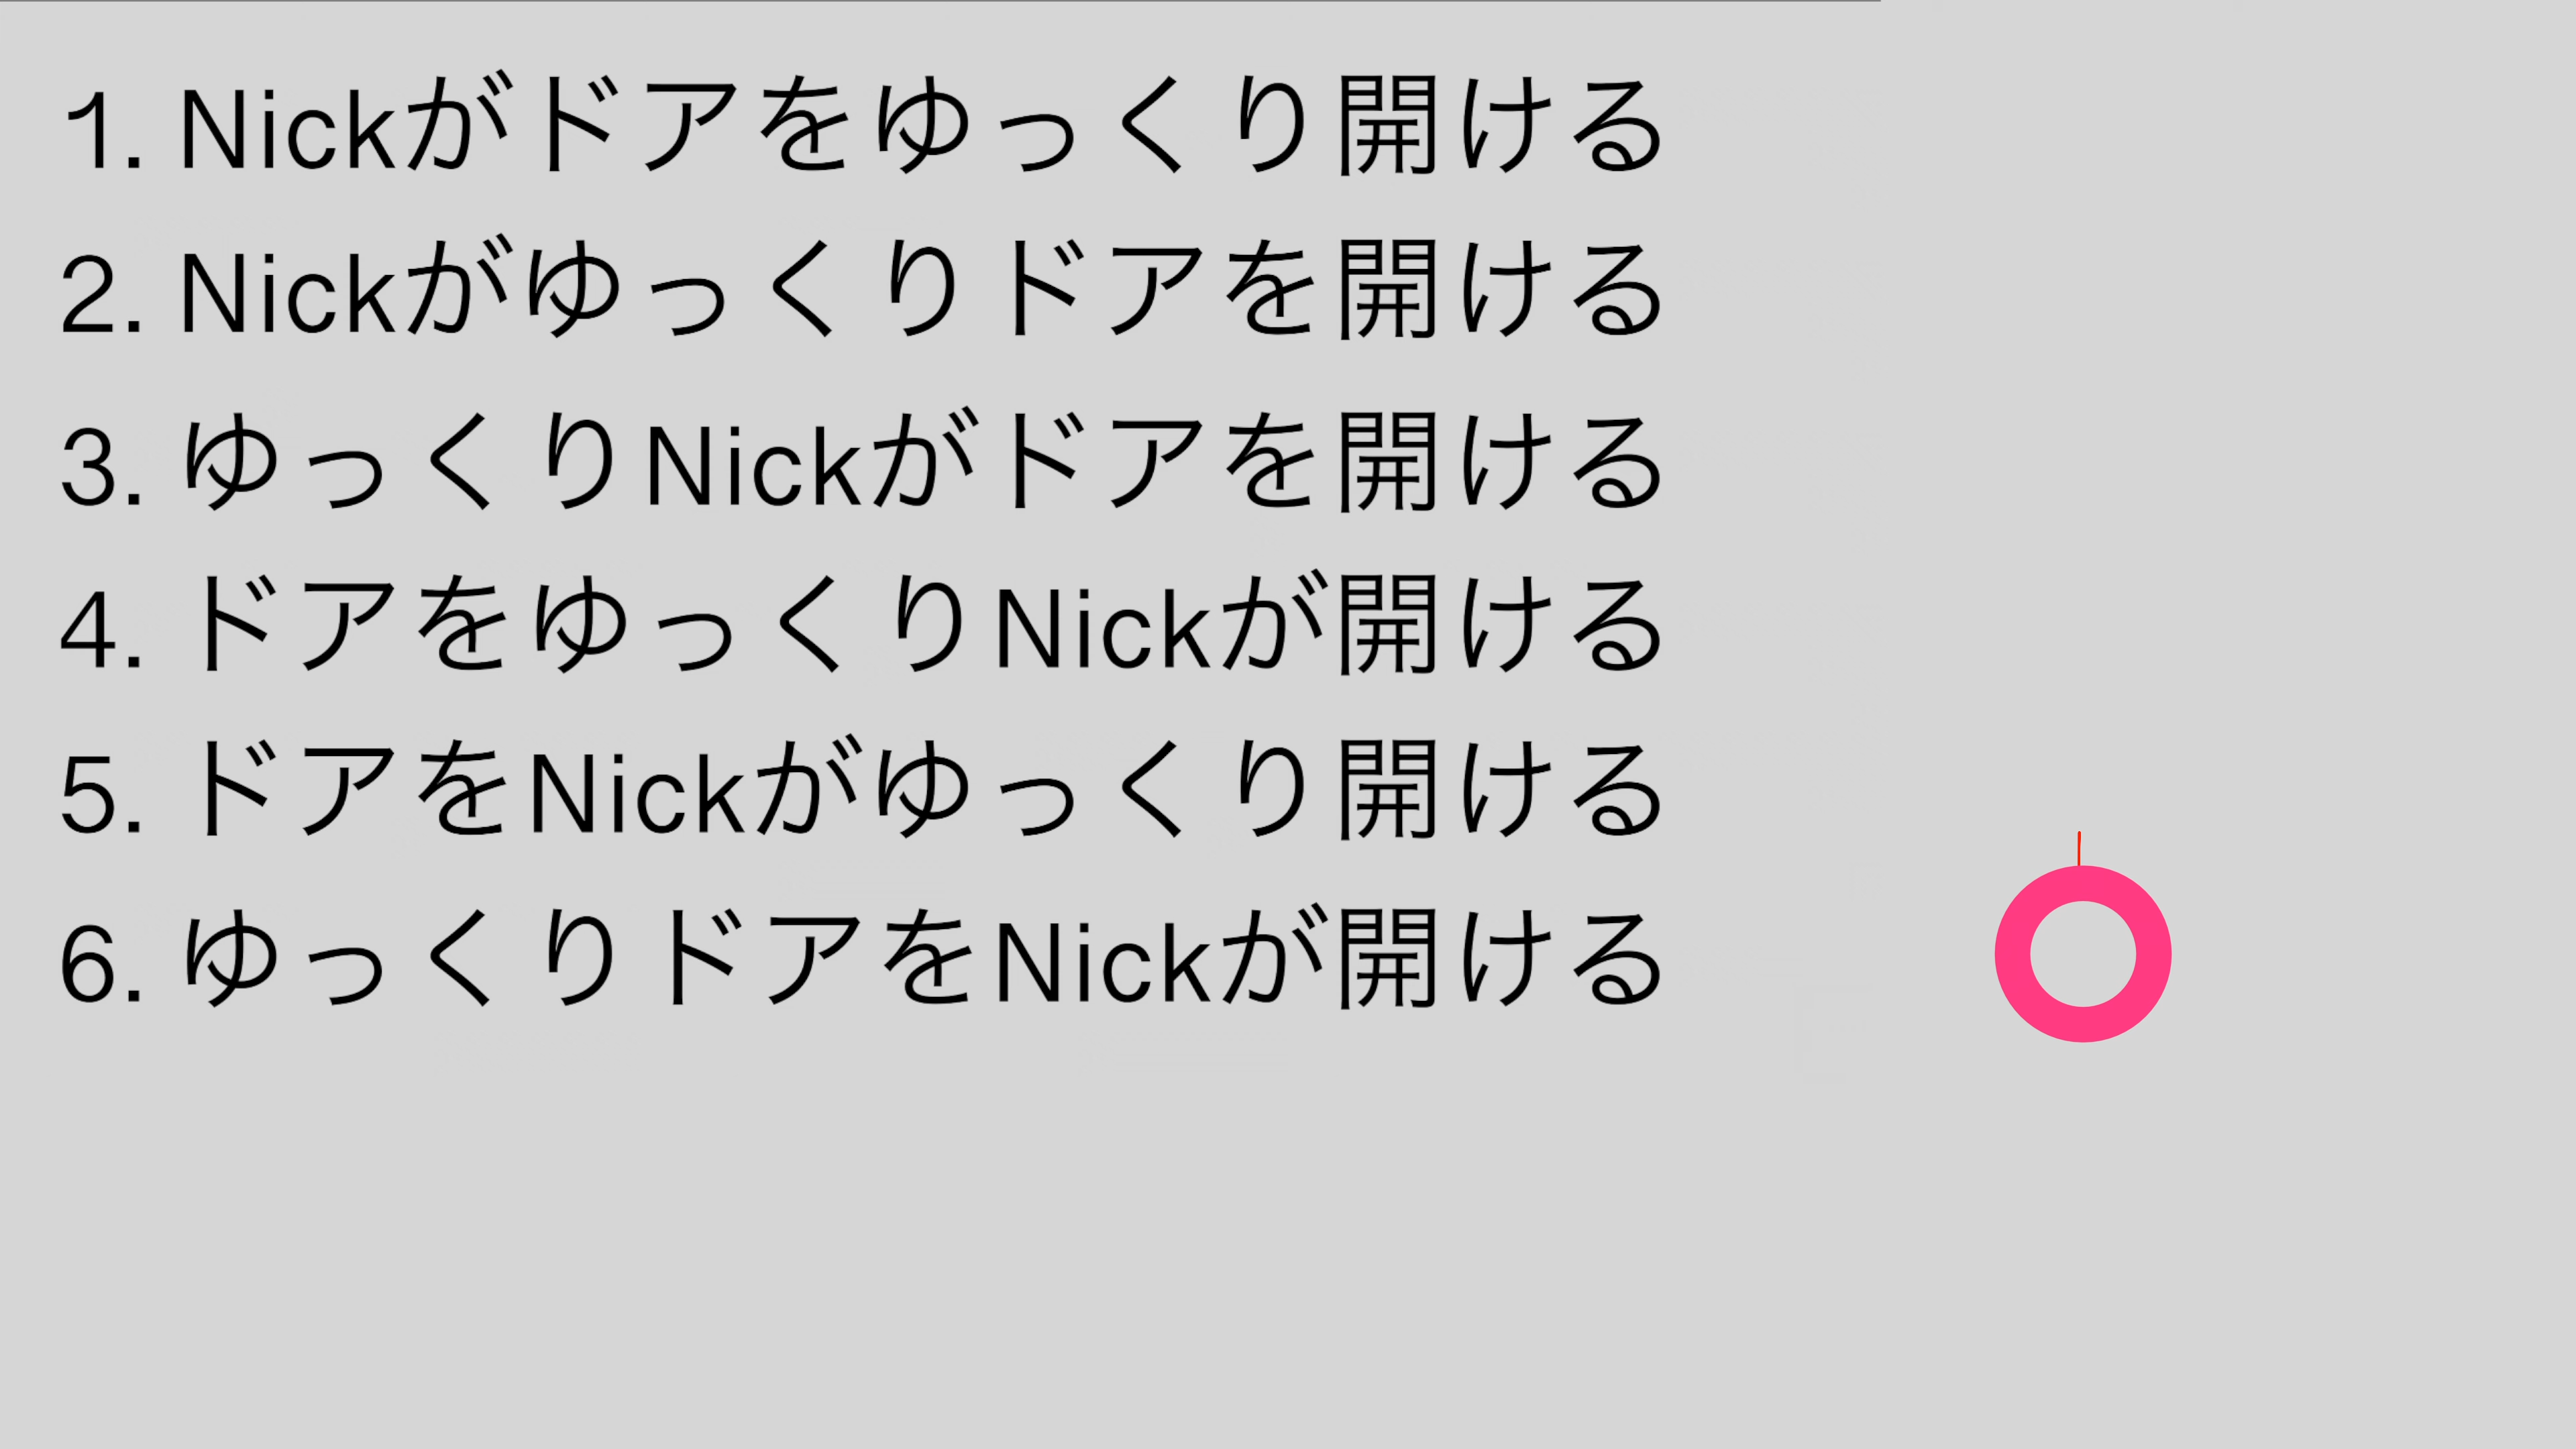 1. Nickがドアをゆっくり開ける
2. Nickがゆっくりドアを開ける
3. ゆっくりNickがドアを開ける
4. ドアをゆっくりNickが開ける
5. ドアをNickがゆっくり開ける
6. ゆっくりドアをNickが開ける